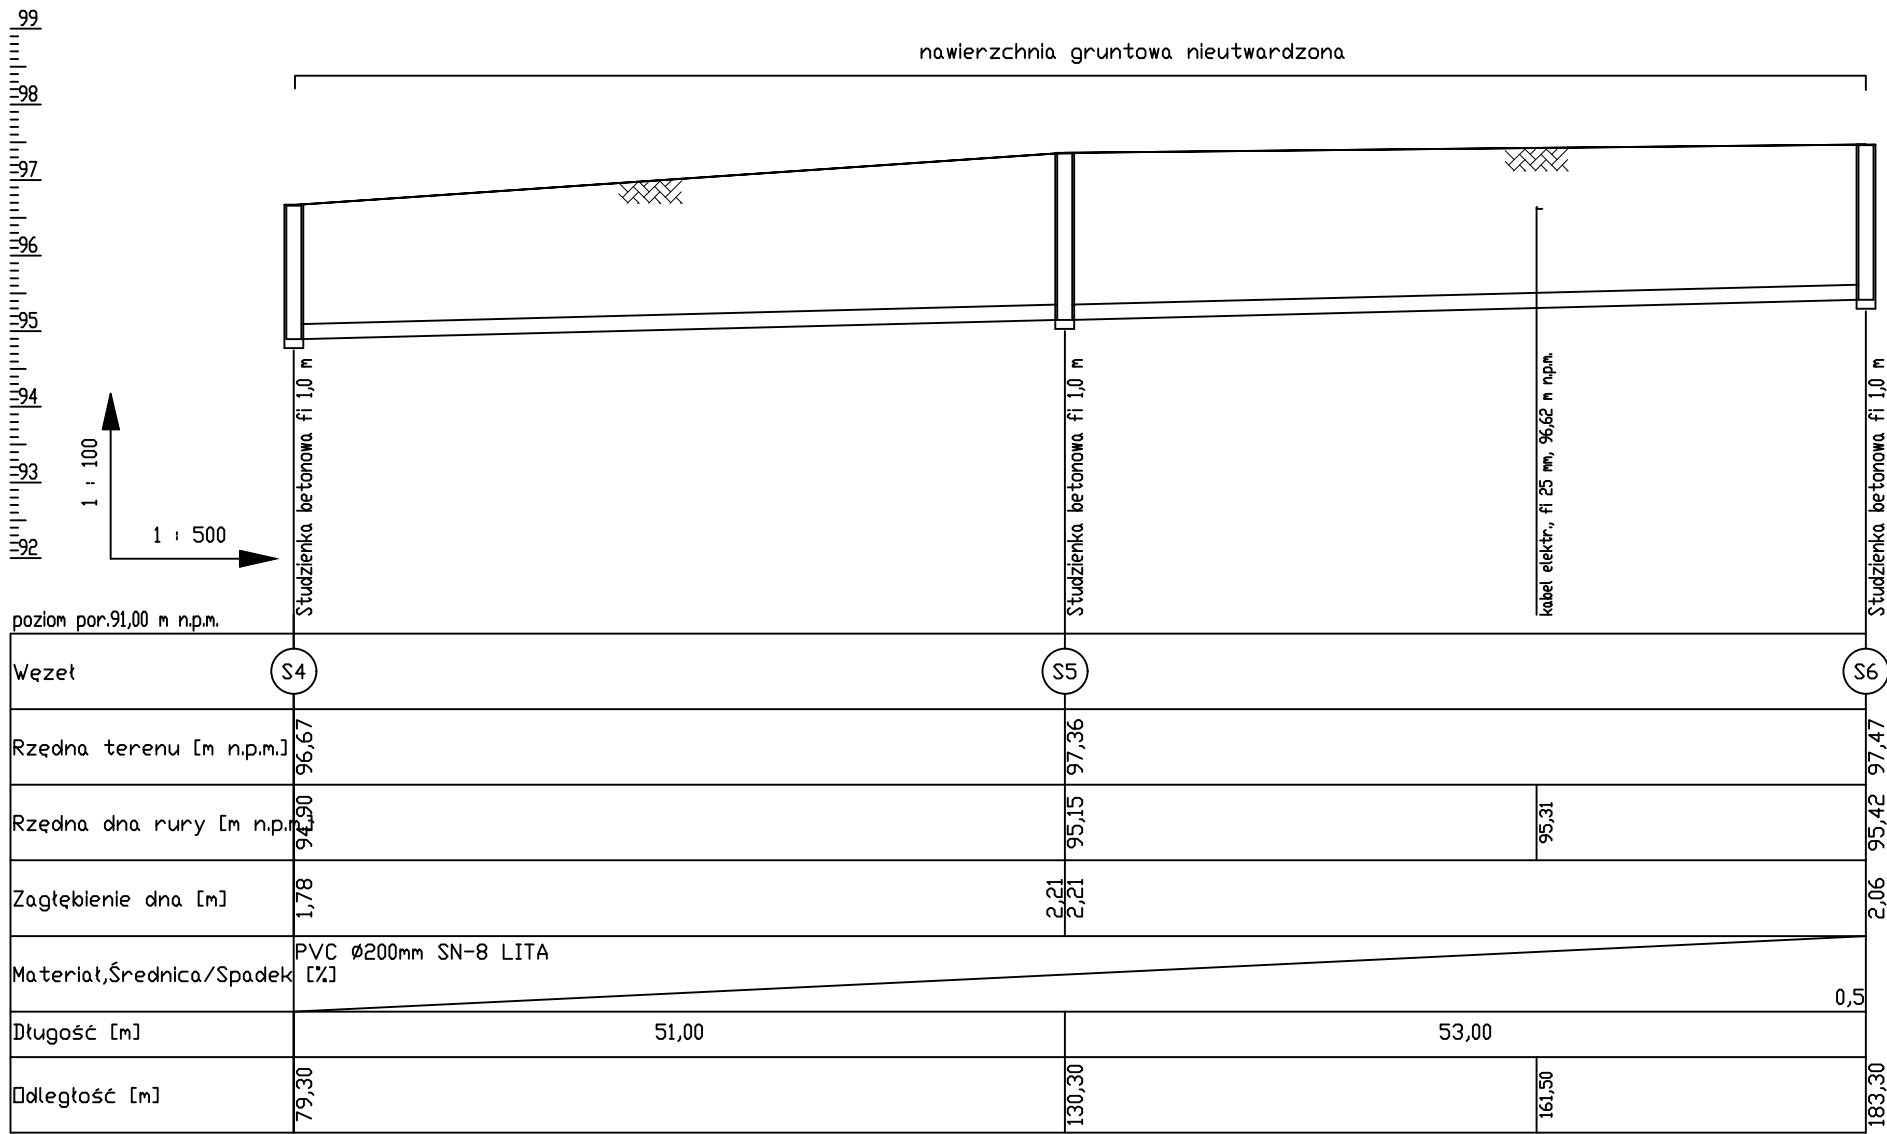 99
98
97
96
95
94
93
92
nawierzchnia gruntowa nieutwardzona
1 : 100
1 : 500
Studzienka betonowa fi 1,0 m
Studzienka betonowa fi 1,0 m
kabel elektr., fi 25 mm, 96,62 m n.p.m.
Studzienka betonowa fi 1,0 m
poziom por.91,00 m n.p.m.
Węzeł S4 S5 S6
Rzędna terenu [m n.p.m.] 96,67 97,36 97,47
Rzędna dna rury [m n.p.m.] 94,90 95,15 95,31 95,42
Zagłębienie dna [m] 1,78 2,21 2,21 2,06
PVC Ø200mm SN-8 LITA
Materiał,Średnica/Spadek [%]
0,5
Długość [m] 51,00 53,00
Odległość [m] 79,30 130,30 161,50 183,30